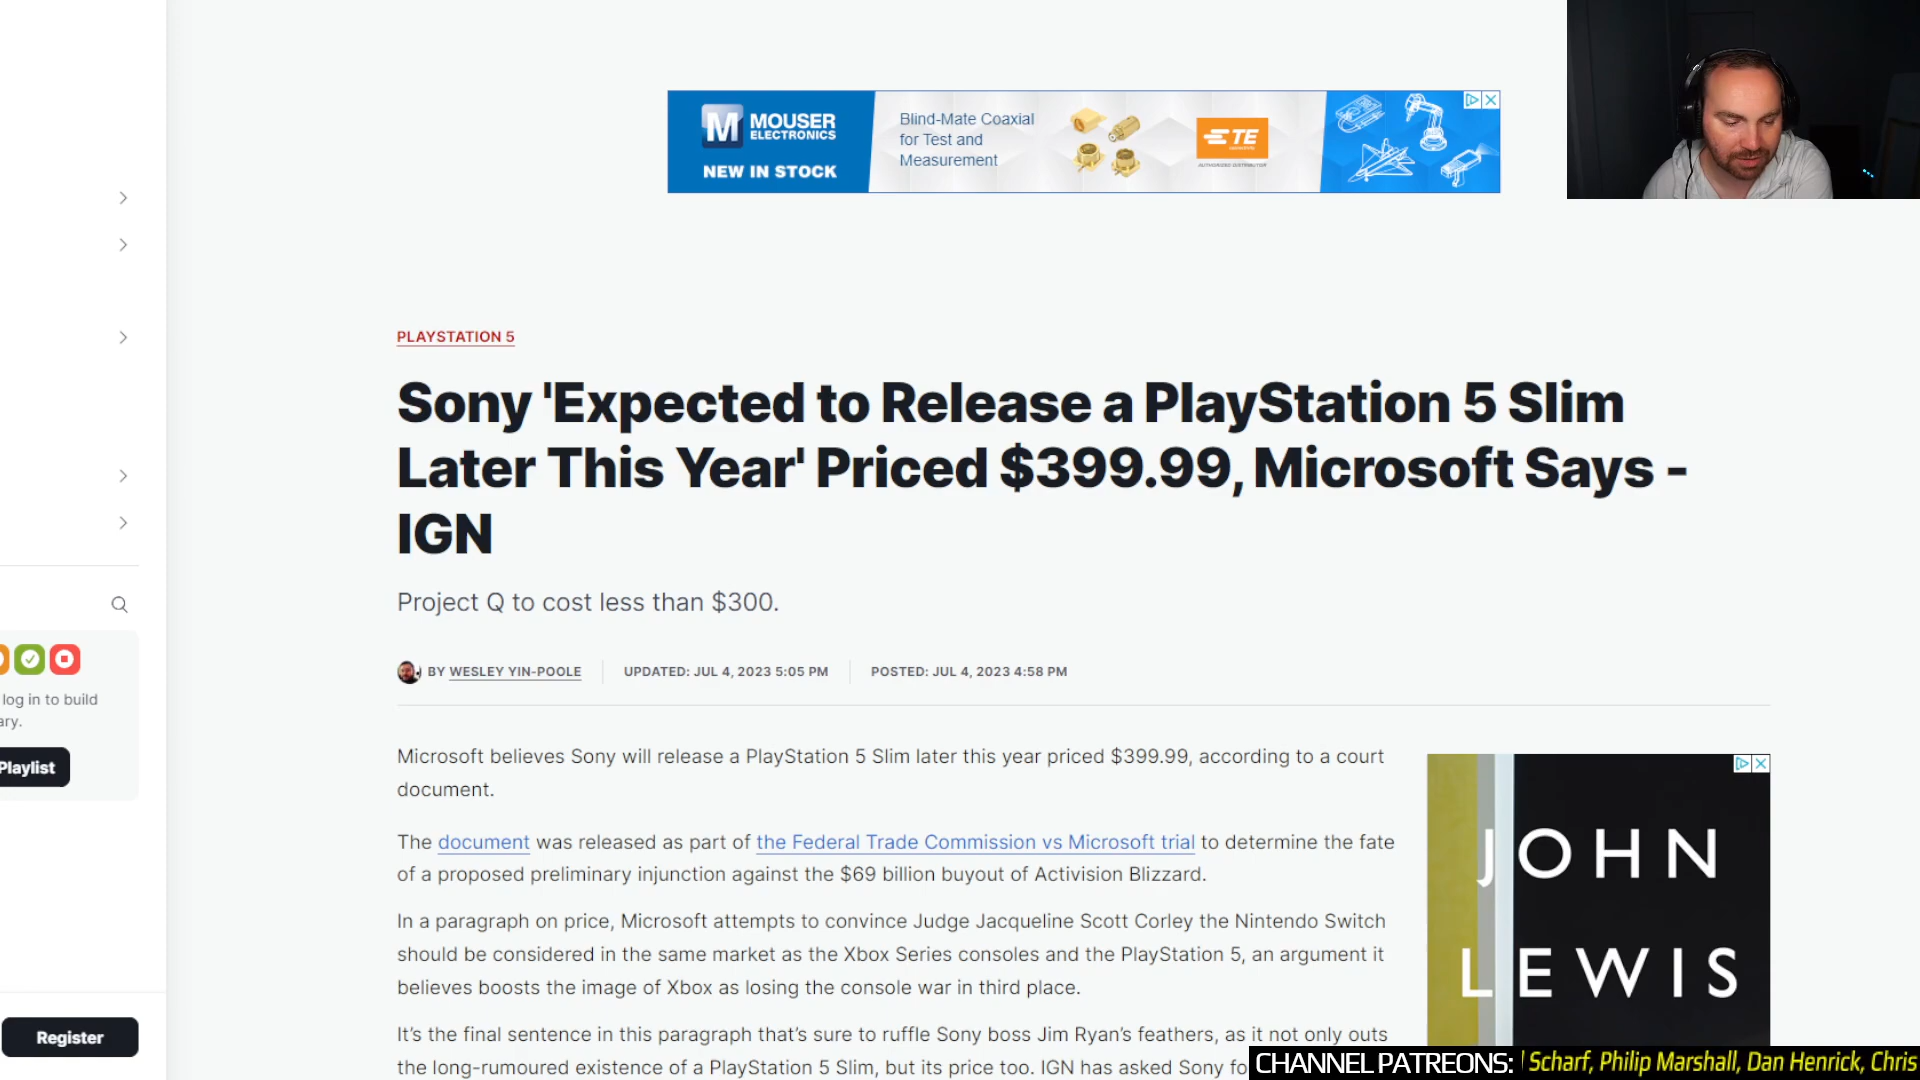 MOUSER
ELECTRONICS
NEW IN STOCK
Blind-Mate Coaxial
for Test and
Measurement
TE
PLAYSTATION 5
Sony 'Expected to Release a PlayStation 5 Slim
Later This Year' Priced $399.99, Microsoft Says -
IGN
Project Q to cost less than $300.
BY WESLEY YIN-POOLE
UPDATED: JUL 4, 2023 5:05 PM
POSTED: JUL 4, 2023 4:58 PM
log in to build
ary.
Playlist
Register
Microsoft believes Sony will release a PlayStation 5 Slim later this year priced $399.99, according to a court
document.
The document was released as part of the Federal Trade Commission vs Microsoft trial to determine the fate
of a proposed preliminary injunction against the $69 billion buyout of Activision Blizzard.
In a paragraph on price, Microsoft attempts to convince Judge Jacqueline Scott Corley the Nintendo Switch
should be considered in the same market as the Xbox Series consoles and the PlayStation 5, an argument it
believes boosts the image of Xbox as losing the console war in third place.
It's the final sentence in this paragraph that's sure to ruffle Sony boss Jim Ryan's feathers, as it not only outs
the long-rumoured existence of a PlayStation 5 Slim, but its price too. IGN has asked Sony fo
JOHN
LEWIS
CHANNEL PATREONS: Scharf, Philip Marshall, Dan Henrick, Chris